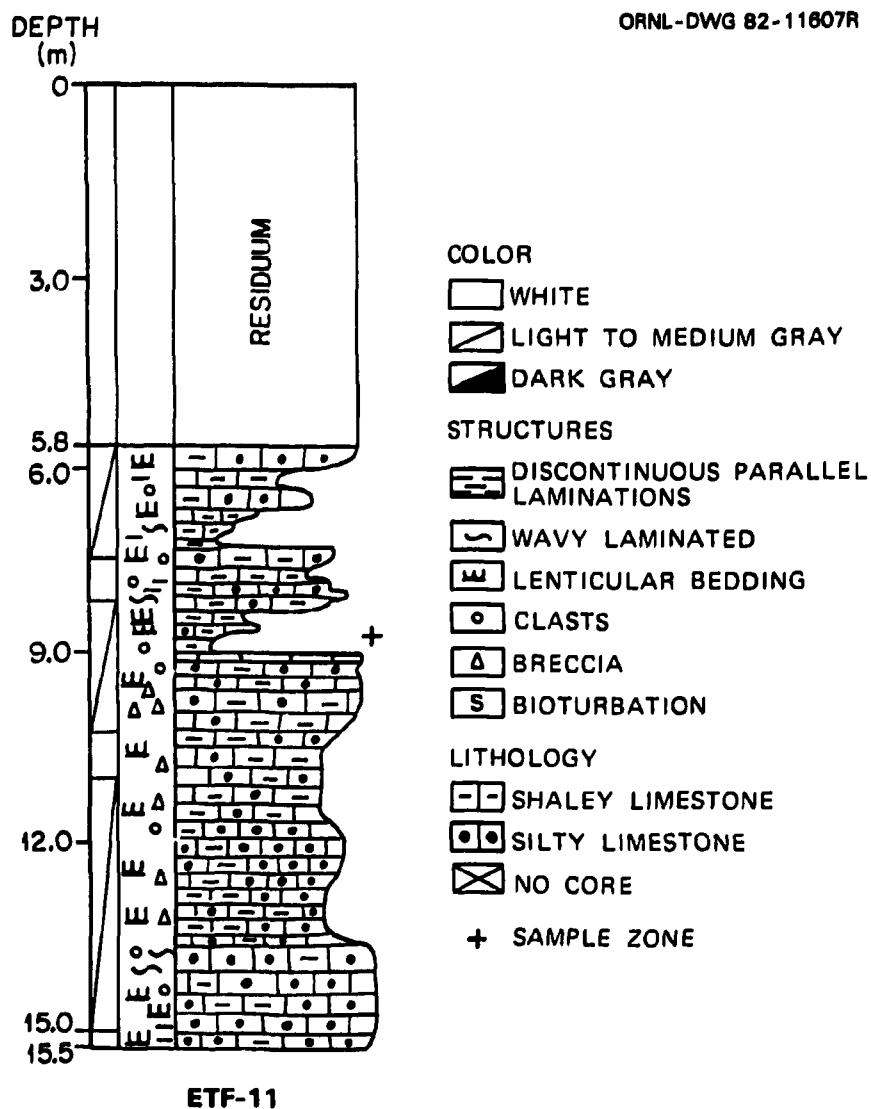 ORNL-DWG 82-11607R
DEPTH
(m)
0
3.0
5.8
6.0
9.0
12.0
15.0
15.5
RESIDUUM
ETF-11
COLOR
WHITE
LIGHT TO MEDIUM GRAY
DARK GRAY
STRUCTURES
DISCONTINUOUS PARALLEL
LAMINATIONS
WAVY LAMINATED
LENTICULAR BEDDING
CLASTS
BRECCIA
S BIOTURBATION
LITHOLOGY
SHALEY LIMESTONE
SILTY LIMESTONE
NO CORE
+ SAMPLE ZONE